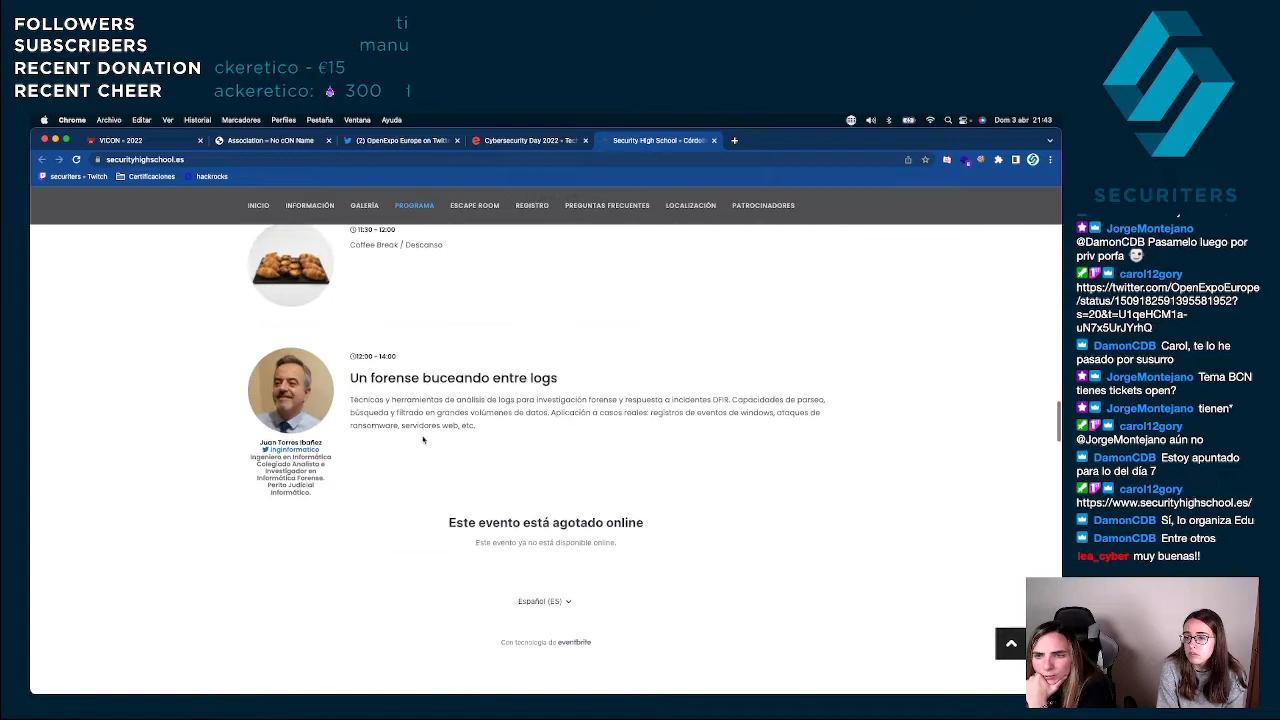 FOLLOWERS
ti
SUBSCRIBERS
manu
RECENT DONATION
ckeretico - €15
RECENT CHEER
ackeretico: 300
Chrome Archivo Editar Ver Historial Marcadores Perfiles Pestaña Ventana Ayuda
Dom 3 abr 21:43
VICON - 2022
Association – No cON Name
(2) OpenExpo Europe on "Twitte
Cybersecurity Day 2022 – Tech
Security High School – Córdob
securityhighschool.es
securiters - Twitch
Certificaciones
hackrocks
INICIO INFORMACIÓN GALERÍA PROGRAMA ESCAPE ROOM REGISTRO PREGUNTAS FRECUENTES LOCALIZACIÓN PATROCINADORES
11:30 - 12:00
Coffee Break / Descanso
12:00 - 14:00
Un forense buceando entre logs
Técnicas y herramientas de análisis de logs para investigación forense y respuesta a incidentes DFIR. Capacidades de parseo,
búsqueda y filtrado en grandes volúmenes de datos. Aplicación a casos reales: registros de eventos de windows, ataques de
ransomware, servidores web, etc.
Juan Torres Ibañez
inginformatico
Ingeniero en Informática
Colegiado Analista e
Investigador en
Informática Forense.
Perito Judicial
Informático.
Este evento está agotado online
Este evento ya no está disponible online.
Español (ES)
Con tecnología de eventbrite
SECURITERS
JorgeMontejano
@DamonCDB Pasamelo luego por
priv porfa
carol12gory
https://twitter.com/OpenExpoEurope
/status/1509182591395581952?
s=20&t=U1qeHCM1a-
uN7x5UrJYhQ
DamonCDB Carol, te lo he
pasado por susurro
JorgeMontejano Tema CCN
tienes tickets o no?
JorgeMontejano tienen*
carol12gory
@JorgeMontejano aún no
DamonCDB Estoy apuntado
para lo del día 7
carol12gory
https://www.securityhighschool.es/
DamonCDB Sí, lo organiza Edu
DamonCDB Entre otros
lea_cyber muy buenas!!